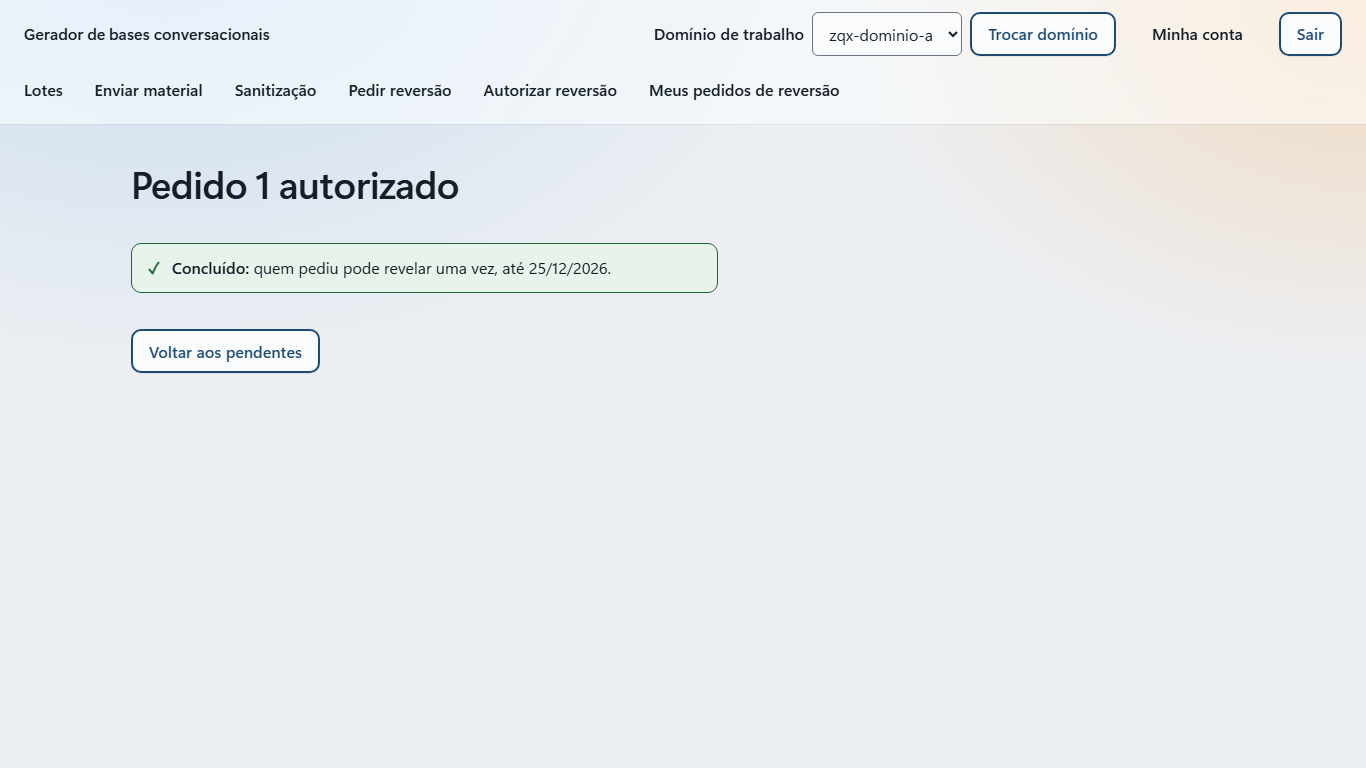 Gerador de bases conversacionais
Domínio de trabalho zqx-dominio-a Trocar domínio Minha conta Sair
Lotes Enviar material Sanitização Pedir reversão Autorizar reversão Meus pedidos de reversão
Pedido 1 autorizado
✓ Concluído: quem pediu pode revelar uma vez, até 25/12/2026.
Voltar aos pendentes